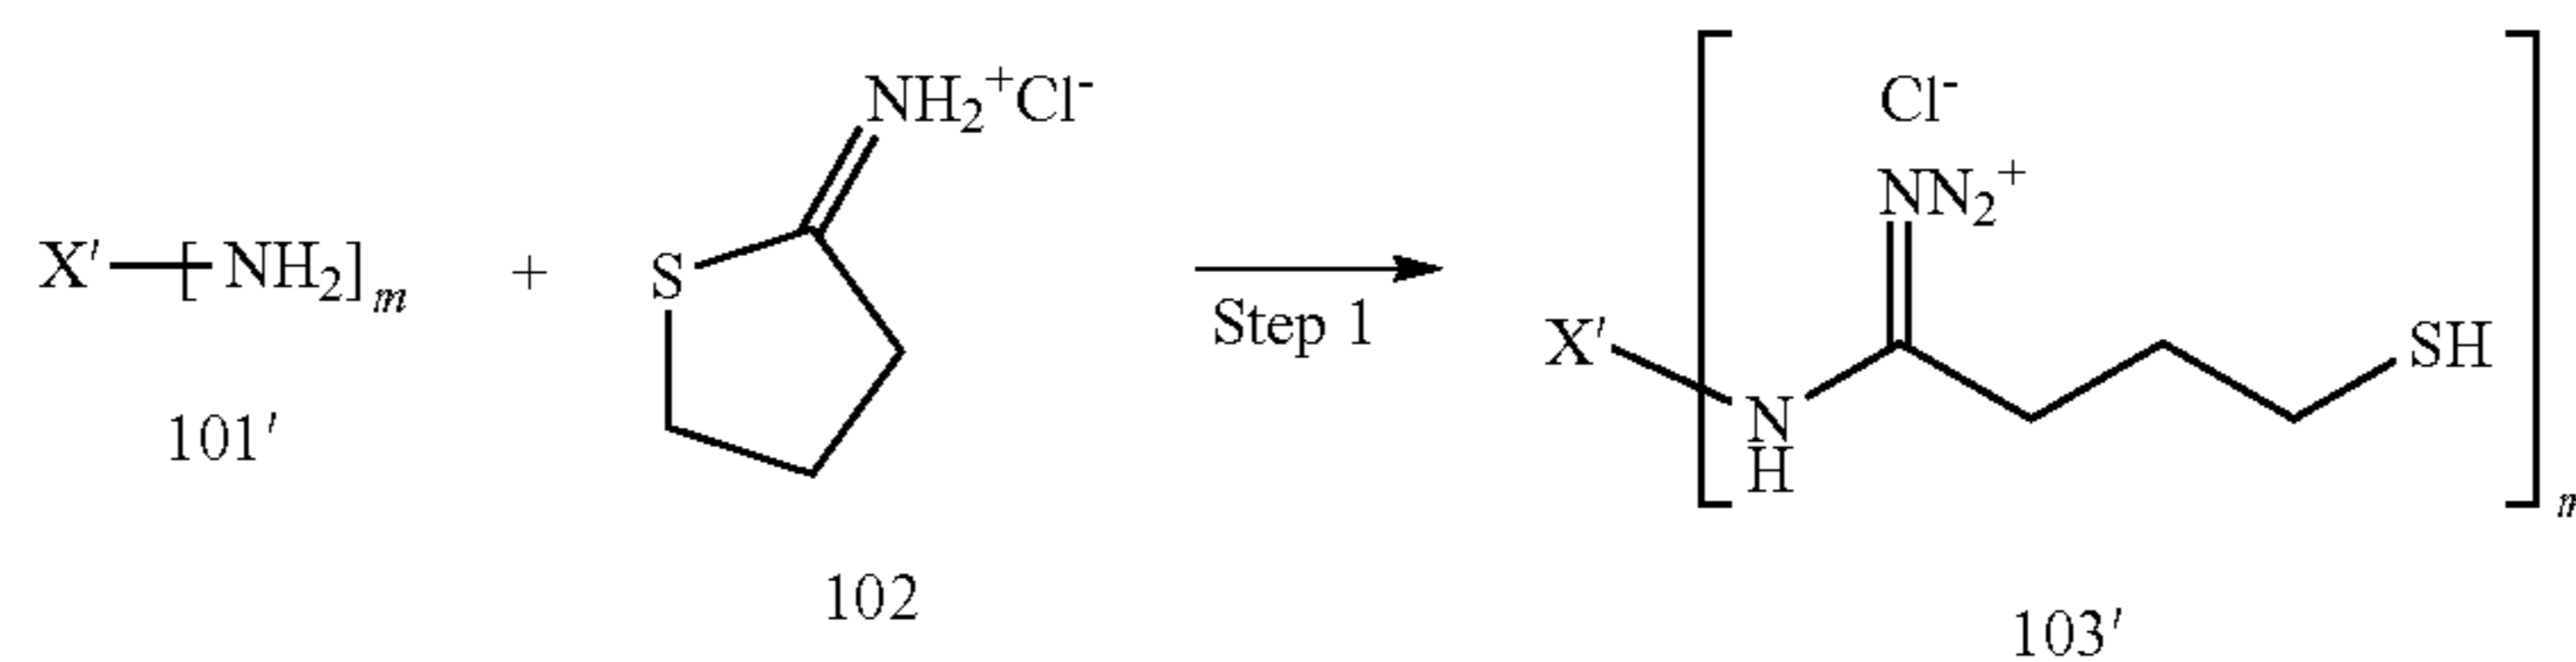 NH₂⁺Cl⁻
Cl⁻
NN₂⁺
X′—[NH₂]ₘ + S
Step 1
X′ N
H SH m
101′
102
103′